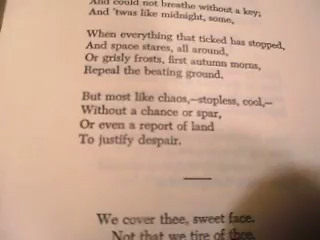 And could not breathe without a key;
And 'twas like midnight, some,
When everything that ticked has stopped,
And space stares, all around,
Or grisly frosts, first autumn morns,
Repeal the beating ground.
But most like chaos,—stopless, cool,—
Without a chance or spar,
Or even a report of land
To justify despair.
We cover thee, sweet face.
Not that we tire of thee,